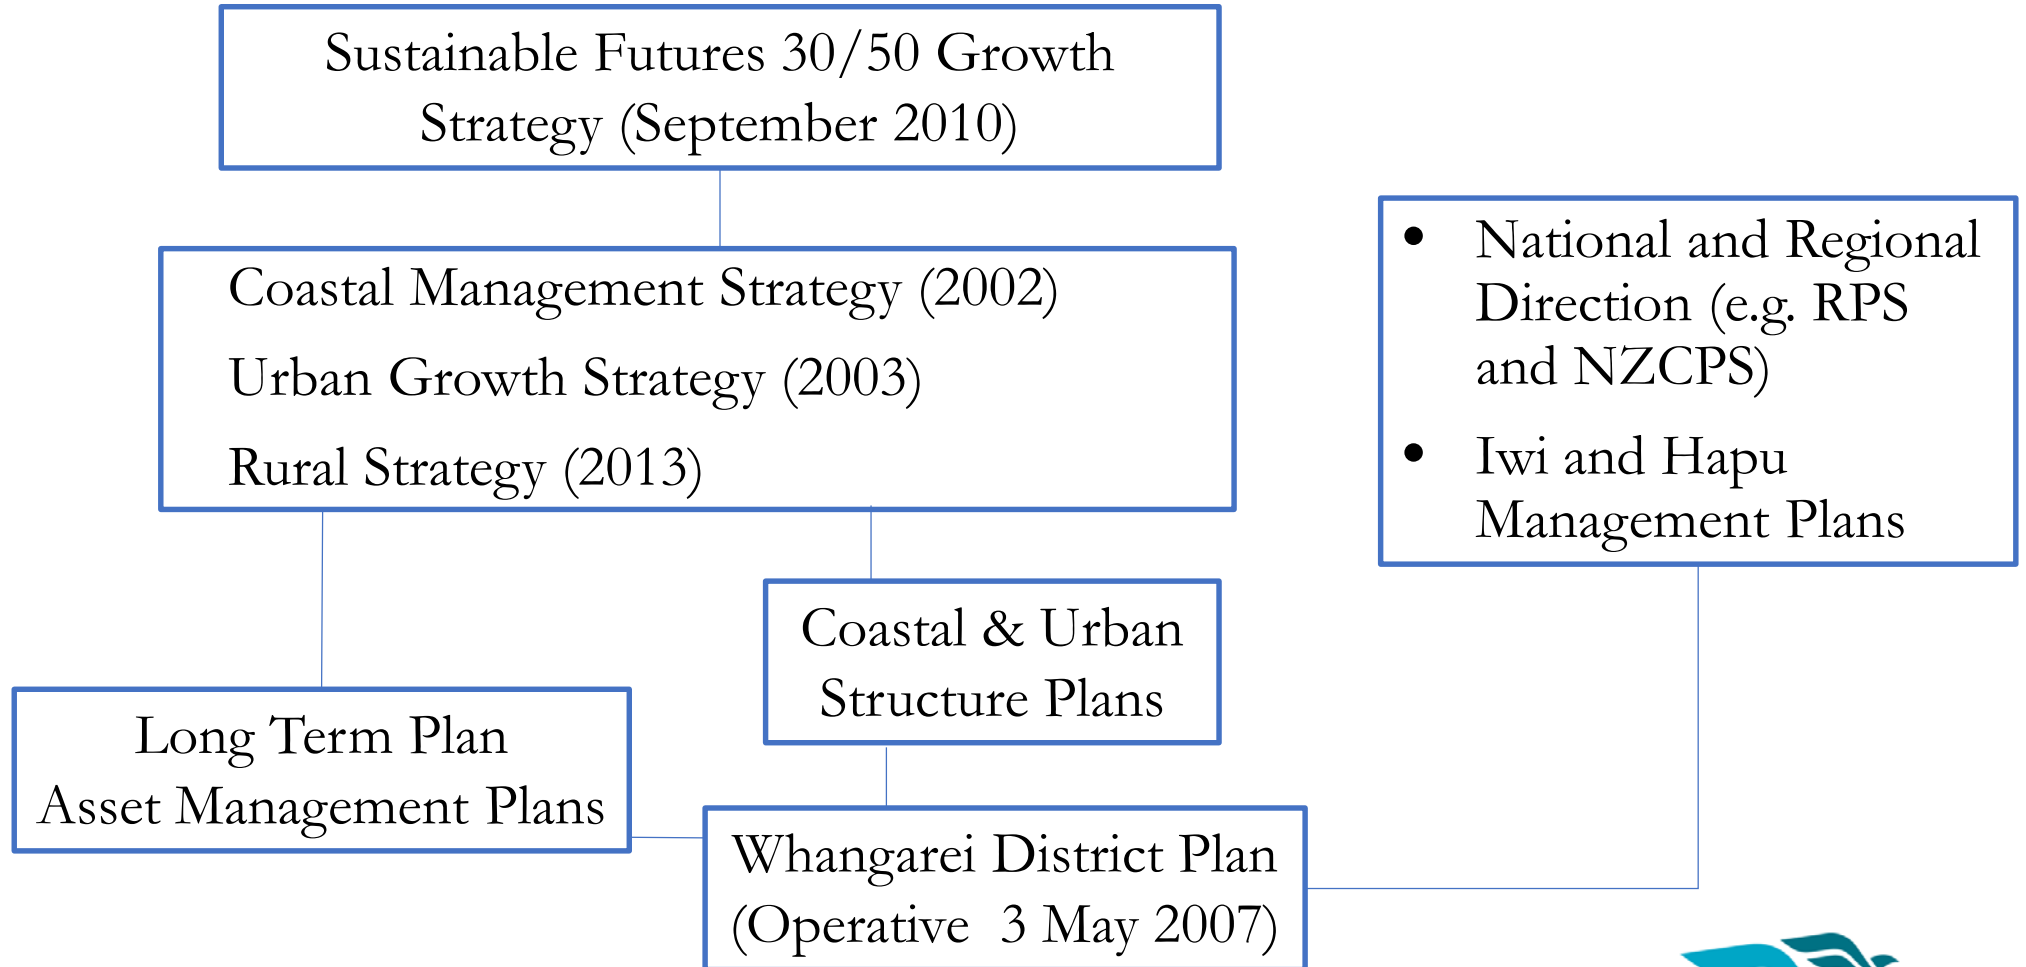 Sustainable Futures 30/50 Growth
Strategy (September 2010)
Coastal Management Strategy (2002)
Urban Growth Strategy (2003)
Rural Strategy (2013)
• National and Regional
Direction (e.g. RPS
and NZCPS)
• Iwi and Hapu
Management Plans
Coastal & Urban
Structure Plans
Long Term Plan
Asset Management Plans
Whangarei District Plan
(Operative  3 May 2007)